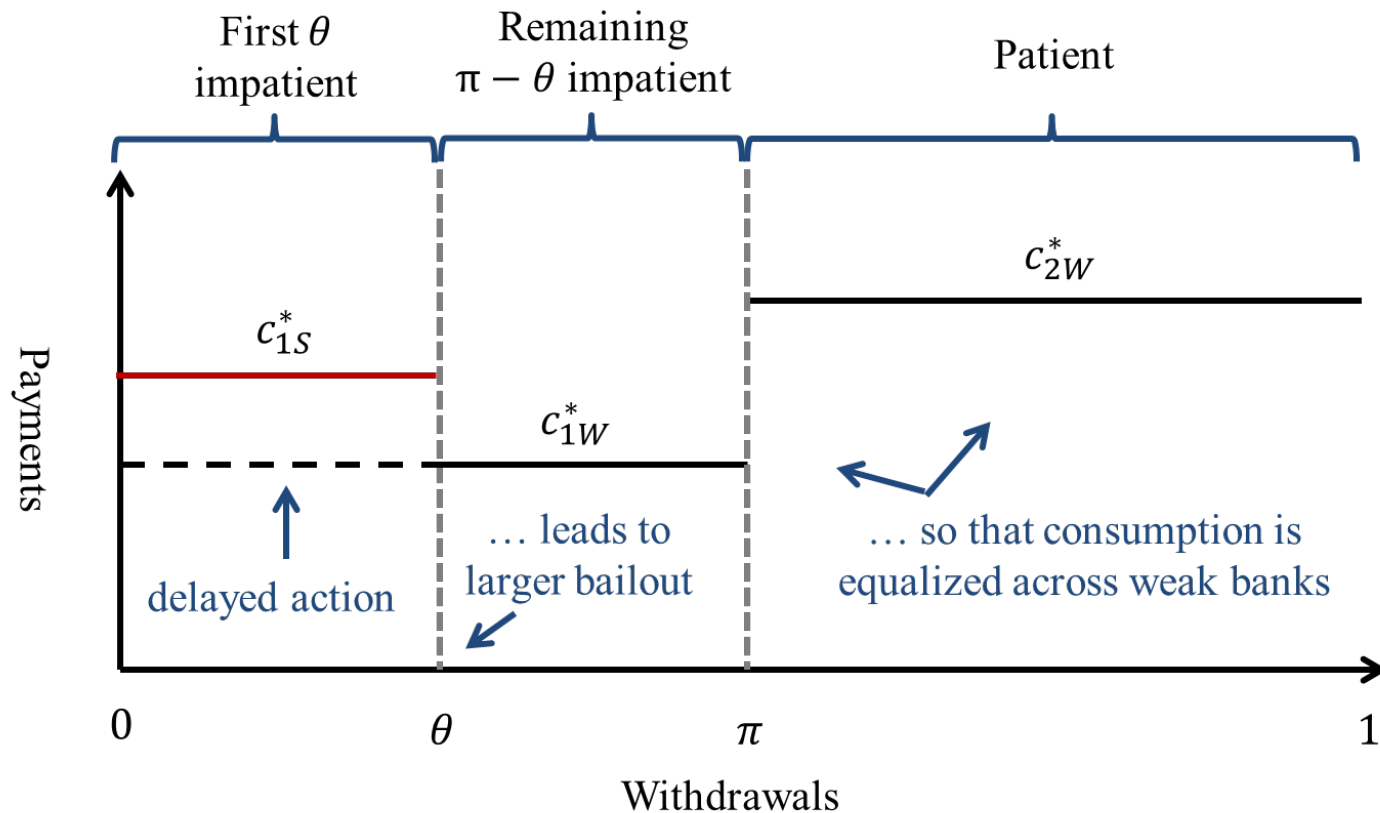 First θ
impatient
Remaining
π − θ impatient
Patient
Payments
c*1S
c*1W
c*2W
delayed action
… leads to
larger bailout
… so that consumption is
equalized across weak banks
0
θ
π
1
Withdrawals